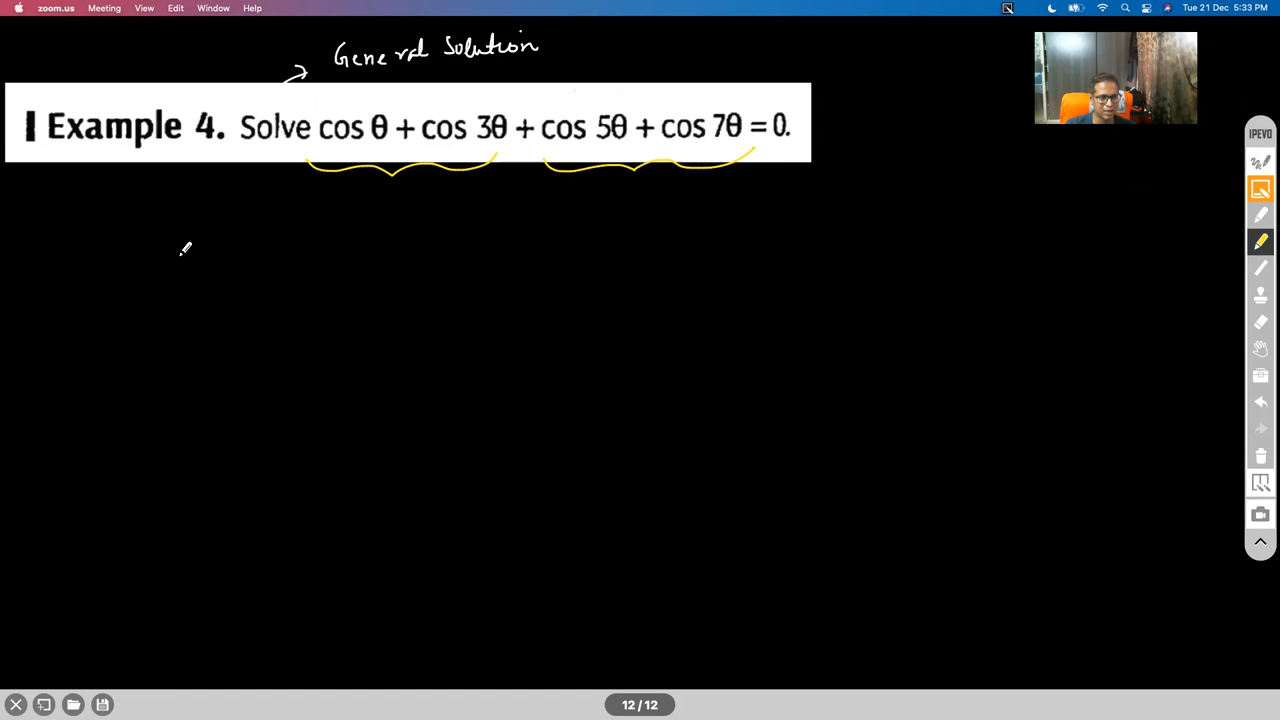 zoom.us Meeting View Edit Window Help Tue 21 Dec 5:33 PM
General Solution
Example 4. Solve cos θ + cos 3θ + cos 5θ + cos 7θ = 0.
IPEVO
12 / 12